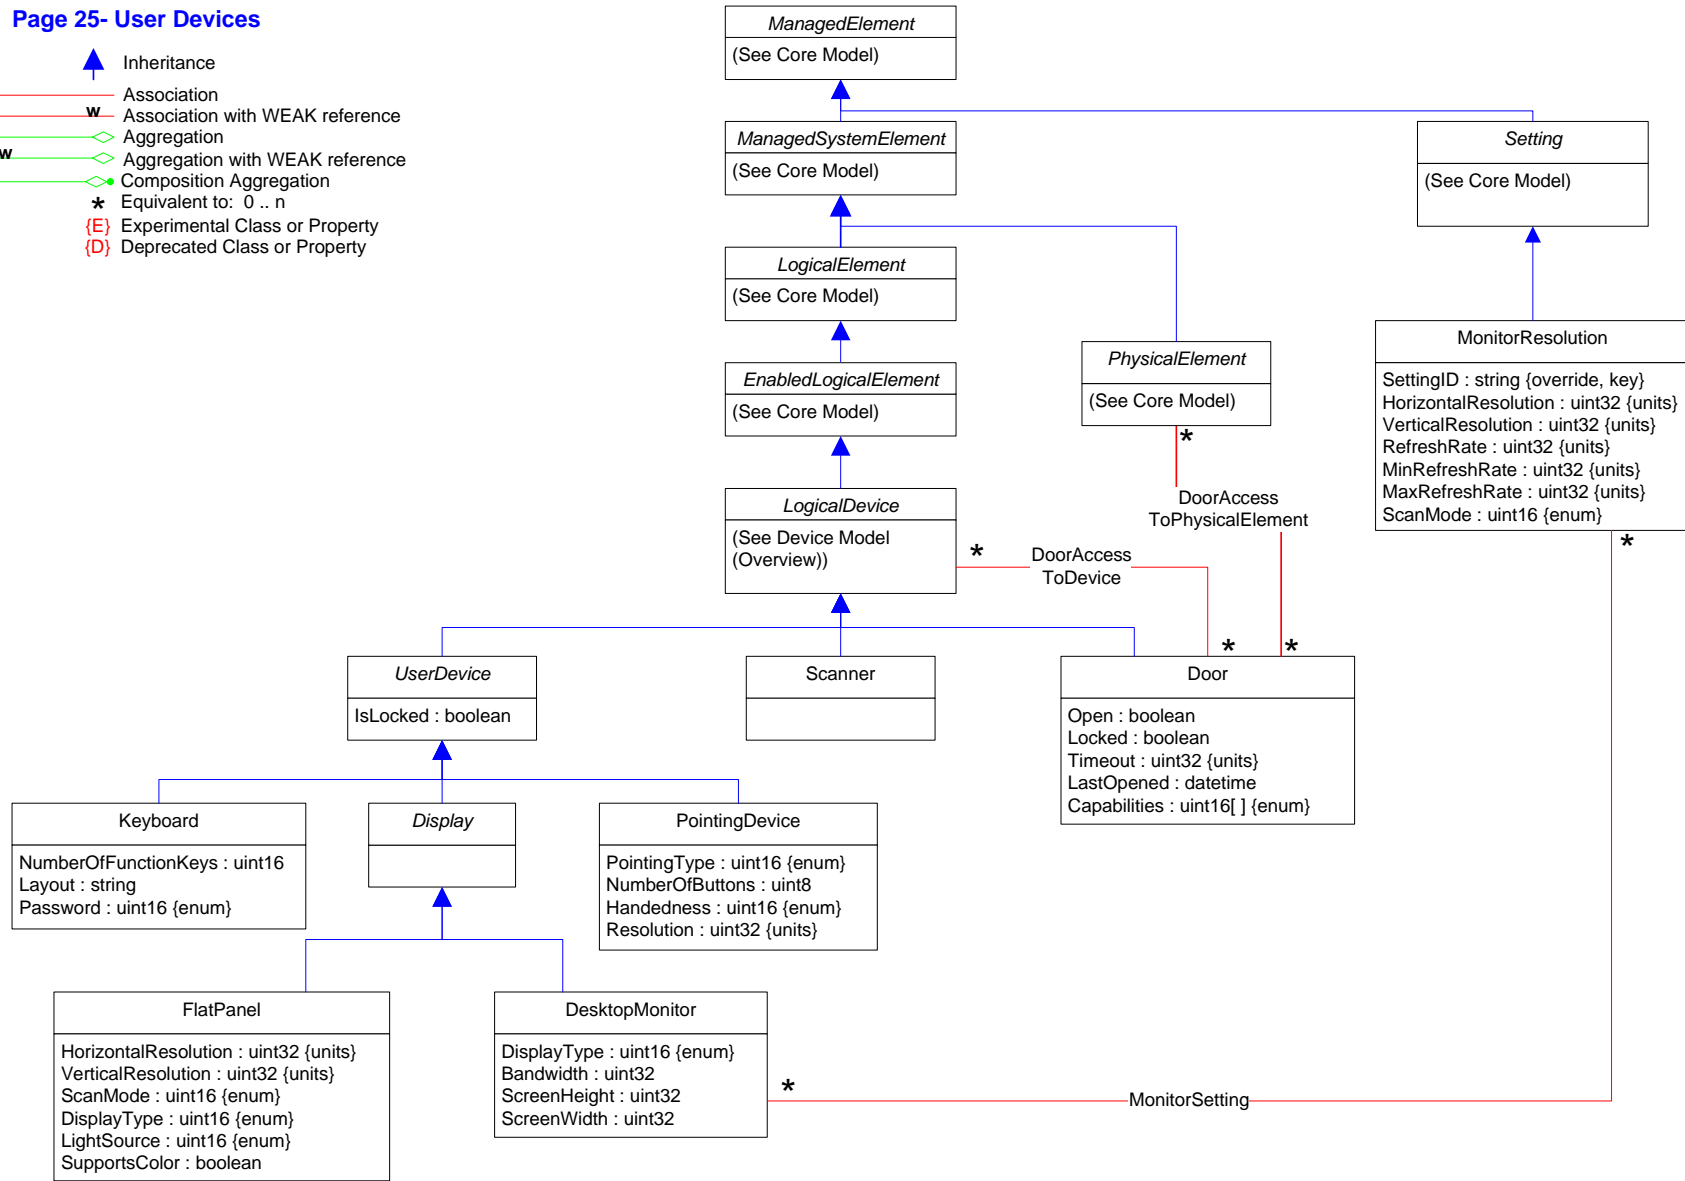 Page 25- User Devices
Inheritance
Association
w Association with WEAK reference
Aggregation
w Aggregation with WEAK reference
Composition Aggregation
* Equivalent to: 0 .. n
{E} Experimental Class or Property
{D} Deprecated Class or Property
ManagedElement
(See Core Model)
ManagedSystemElement
(See Core Model)
Setting
(See Core Model)
LogicalElement
(See Core Model)
EnabledLogicalElement
(See Core Model)
PhysicalElement
(See Core Model)
*
MonitorResolution
SettingID : string {override, key}
HorizontalResolution : uint32 {units}
VerticalResolution : uint32 {units}
RefreshRate : uint32 {units}
MinRefreshRate : uint32 {units}
MaxRefreshRate : uint32 {units}
ScanMode : uint16 {enum}
*
LogicalDevice
(See Device Model
(Overview))
*
DoorAccess
ToDevice
*
DoorAccess
ToPhysicalElement
*
UserDevice
IsLocked : boolean
Scanner
Door
Open : boolean
Locked : boolean
Timeout : uint32 {units}
LastOpened : datetime
Capabilities : uint16[ ] {enum}
Keyboard
NumberOfFunctionKeys : uint16
Layout : string
Password : uint16 {enum}
Display
PointingDevice
PointingType : uint16 {enum}
NumberOfButtons : uint8
Handedness : uint16 {enum}
Resolution : uint32 {units}
FlatPanel
HorizontalResolution : uint32 {units}
VerticalResolution : uint32 {units}
ScanMode : uint16 {enum}
DisplayType : uint16 {enum}
LightSource : uint16 {enum}
SupportsColor : boolean
DesktopMonitor
DisplayType : uint16 {enum}
Bandwidth : uint32
ScreenHeight : uint32
ScreenWidth : uint32
*
MonitorSetting